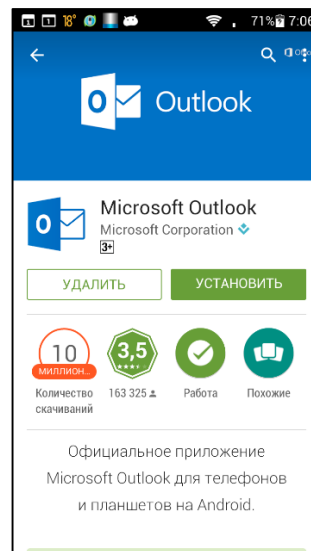 18° 71% 7:06
Outlook
Microsoft Outlook
Microsoft Corporation
3+
УДАЛИТЬ УСТАНОВИТЬ
10 3,5
МИЛЛИОН..
Количество 163 325 Работа Похожие
скачиваний
Официальное приложение
Microsoft Outlook для телефонов
и планшетов на Android.